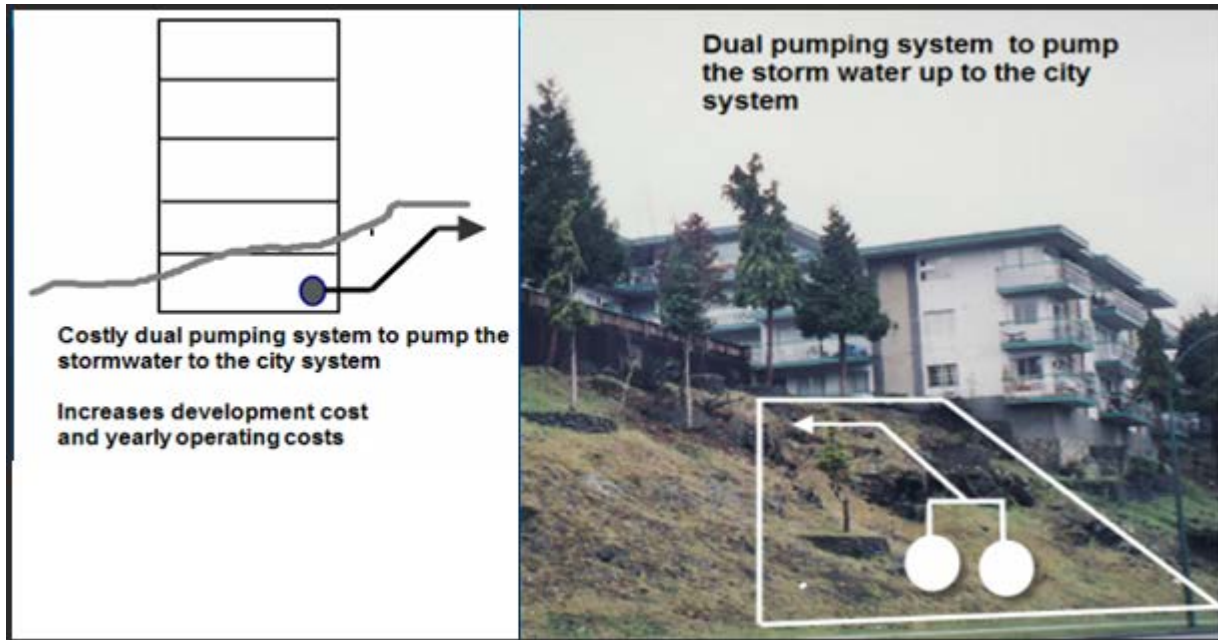 Costly dual pumping system to pump the
stormwater to the city system
Increases development cost
and yearly operating costs
Dual pumping system to pump
the storm water up to the city
system